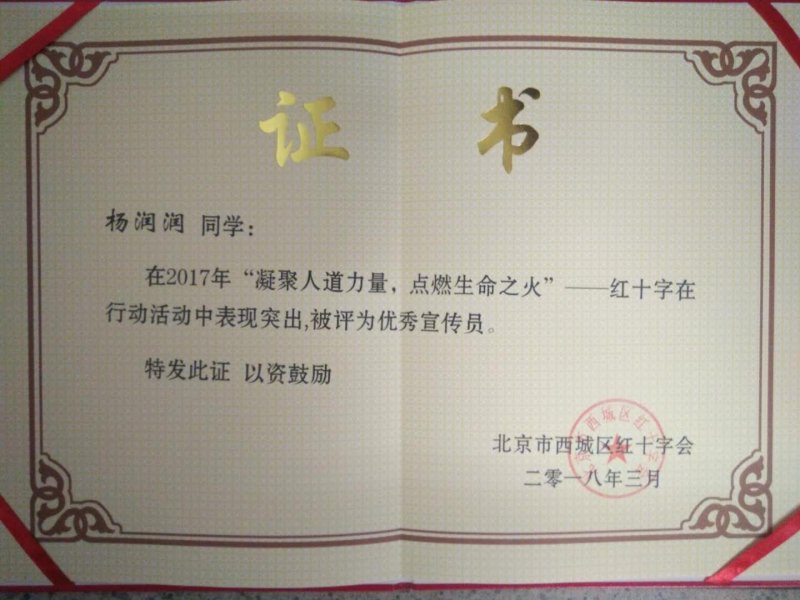 证书
杨润润 同学：
在2017年“凝聚人道力量，点燃生命之火”——红十字在
行动活动中表现突出,被评为优秀宣传员。
特发此证 以资鼓励
北京市西城区红十字会
二零一八年三月